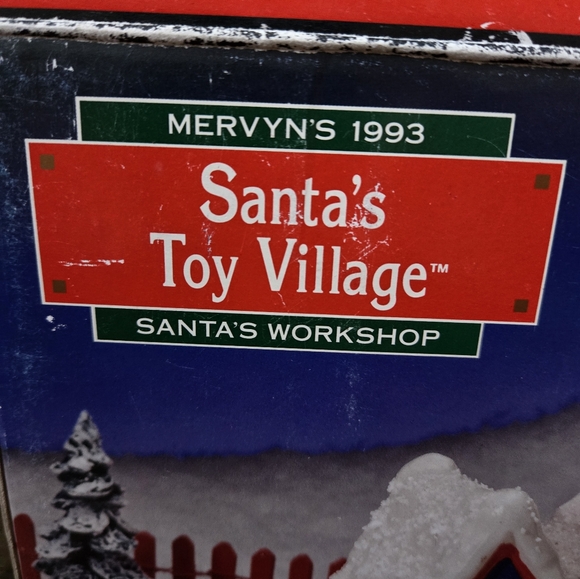 MERVYN'S 1993
Santa's
Toy Village™
SANTA'S WORKSHOP